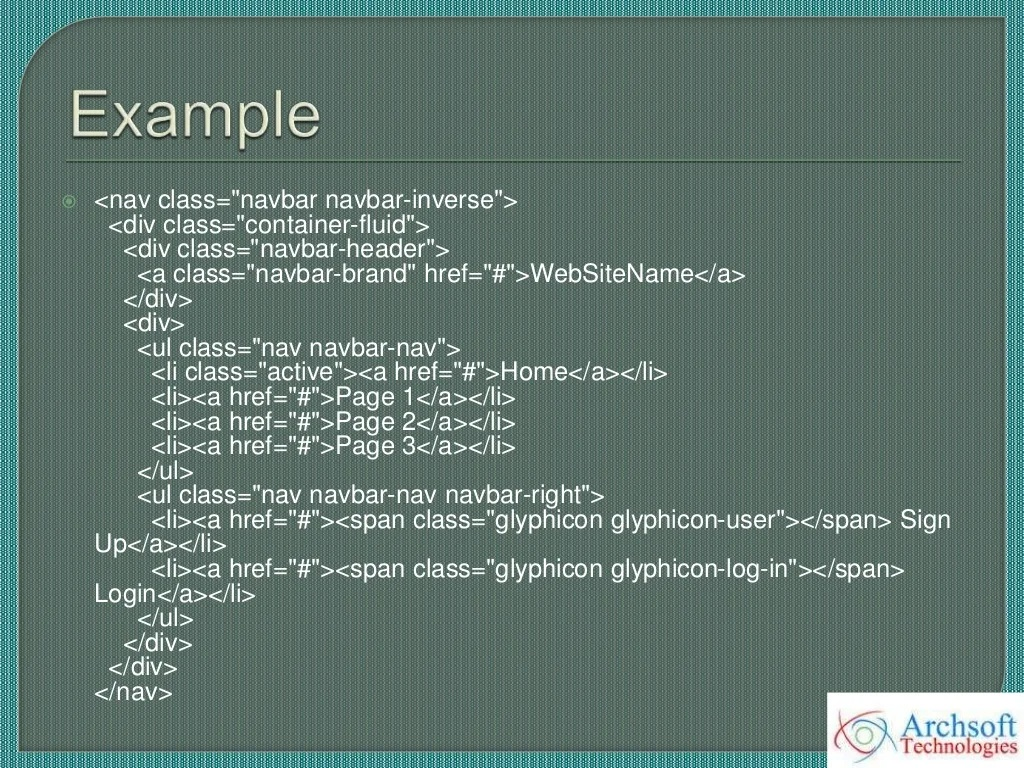 Example
<nav class="navbar navbar-inverse">
<div class="container-fluid">
<div class="navbar-header">
<a class="navbar-brand" href="#">WebSiteName</a>
</div>
<div>
<ul class="nav navbar-nav">
<li class="active"><a href="#">Home</a></li>
<li><a href="#">Page 1</a></li>
<li><a href="#">Page 2</a></li>
<li><a href="#">Page 3</a></li>
</ul>
<ul class="nav navbar-nav navbar-right">
<li><a href="#"><span class="glyphicon glyphicon-user"></span> Sign
Up</a></li>
<li><a href="#"><span class="glyphicon glyphicon-log-in"></span>
Login</a></li>
</ul>
</div>
</div>
</nav>
Archsoft
Technologies